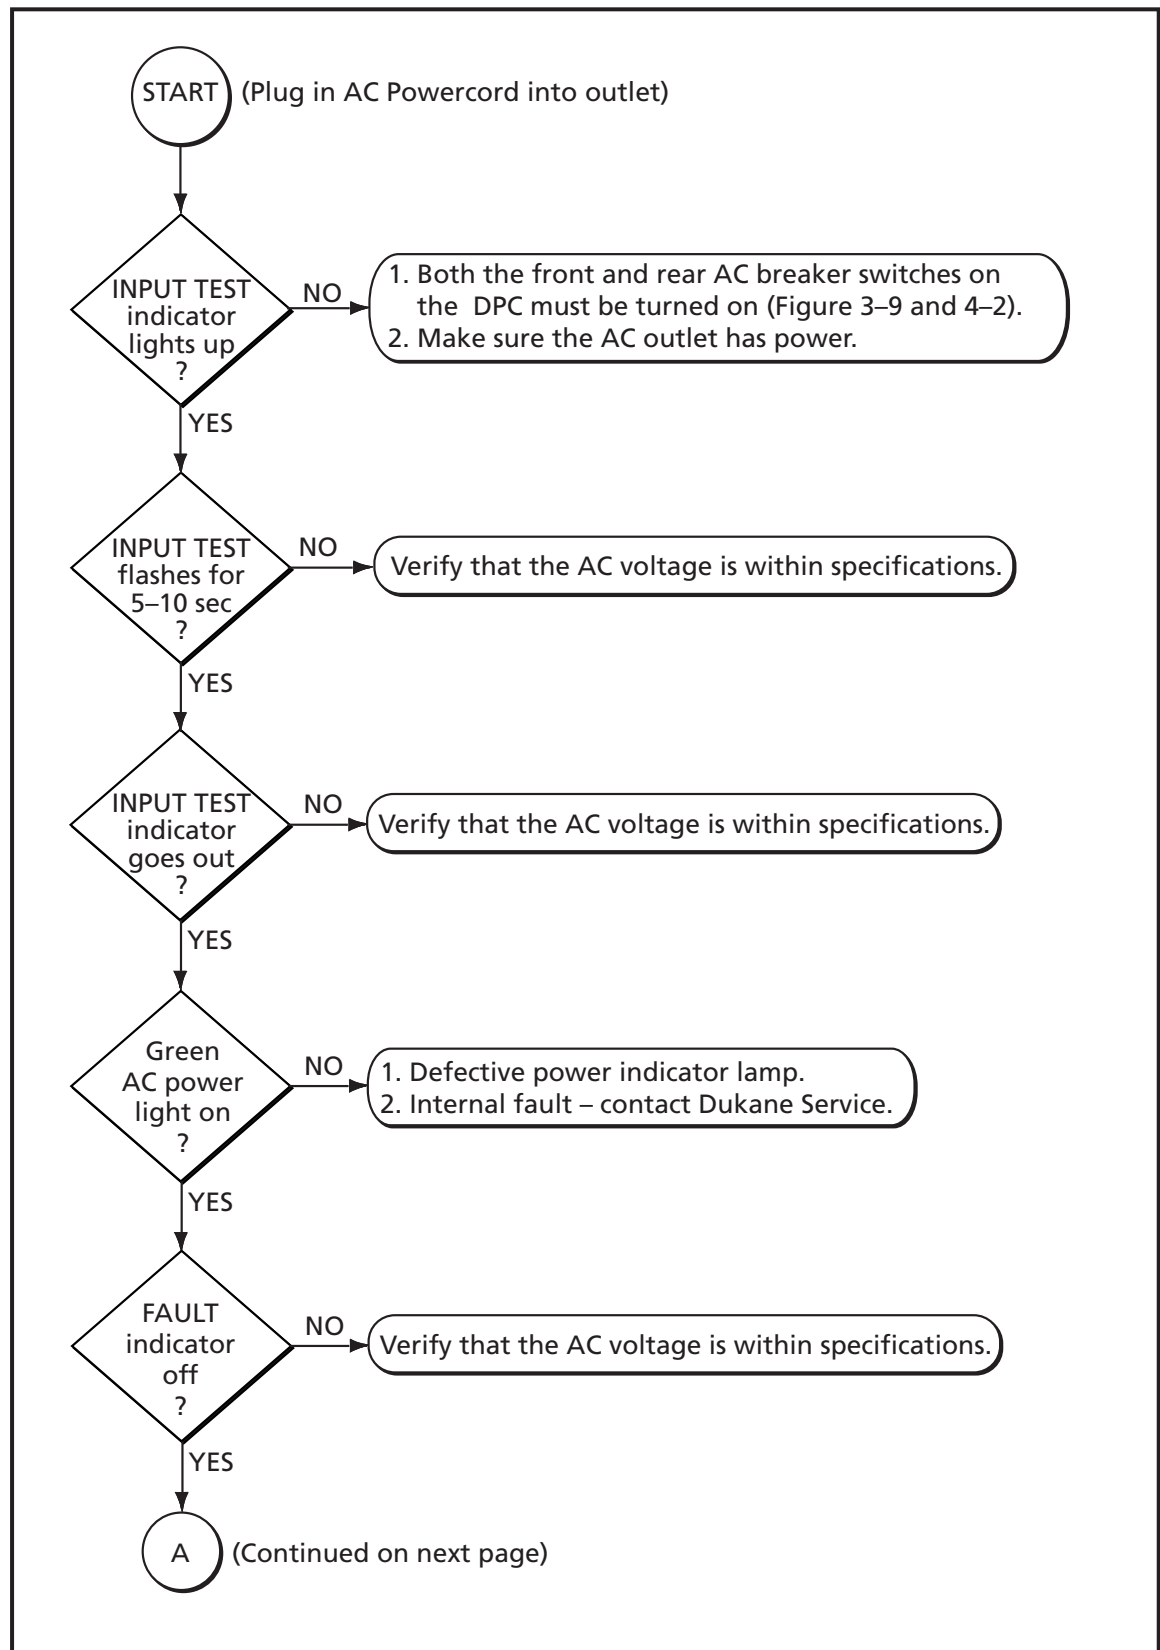 START (Plug in AC Powercord into outlet)
INPUT TEST
indicator
lights up
?
NO
1. Both the front and rear AC breaker switches on
the DPC must be turned on (Figure 3–9 and 4–2).
2. Make sure the AC outlet has power.
YES
INPUT TEST
flashes for
5–10 sec
?
NO
Verify that the AC voltage is within specifications.
YES
INPUT TEST
indicator
goes out
?
NO
Verify that the AC voltage is within specifications.
YES
Green
AC power
light on
?
NO
1. Defective power indicator lamp.
2. Internal fault – contact Dukane Service.
YES
FAULT
indicator
off
?
NO
Verify that the AC voltage is within specifications.
YES
A (Continued on next page)